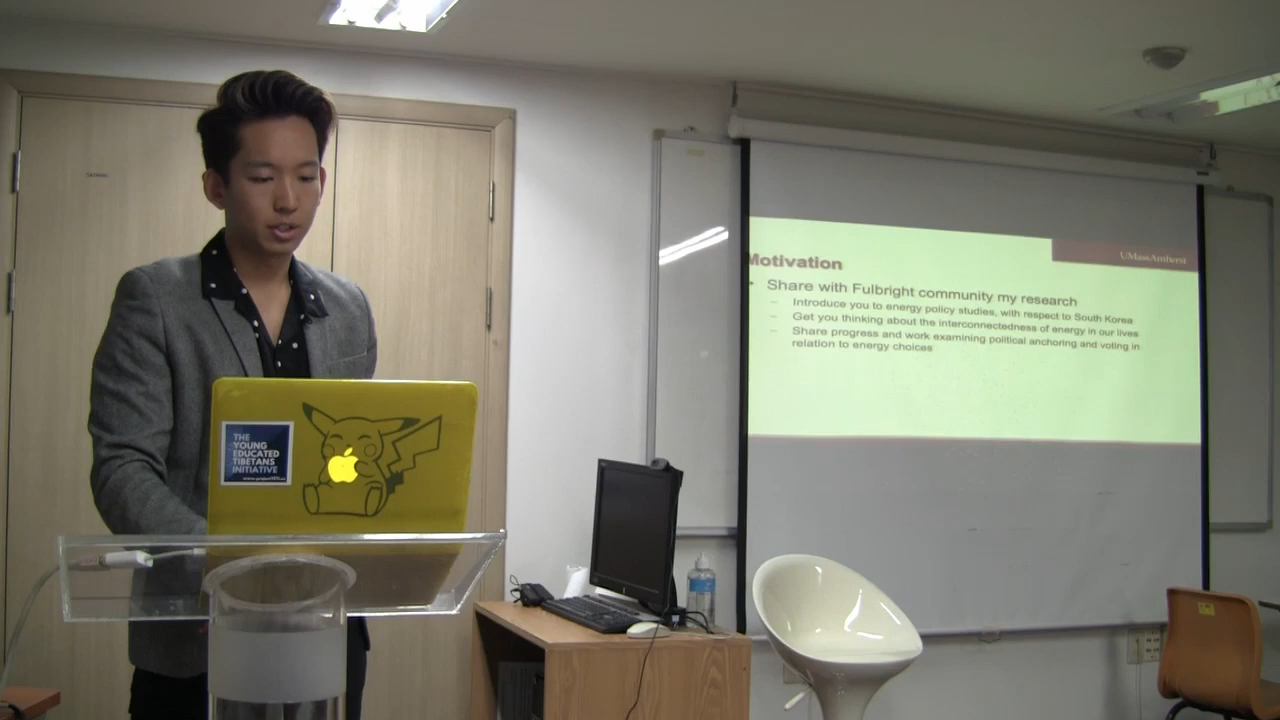 THE
YOUNG
EDUCATED
TIBETANS
INITIATIVE
UMassAmherst
Motivation
• Share with Fulbright community my research
– Introduce you to energy policy studies, with respect to South Korea
– Get you thinking about the interconnectedness of energy in our lives
– Share progress and work examining political anchoring and voting in
relation to energy choices